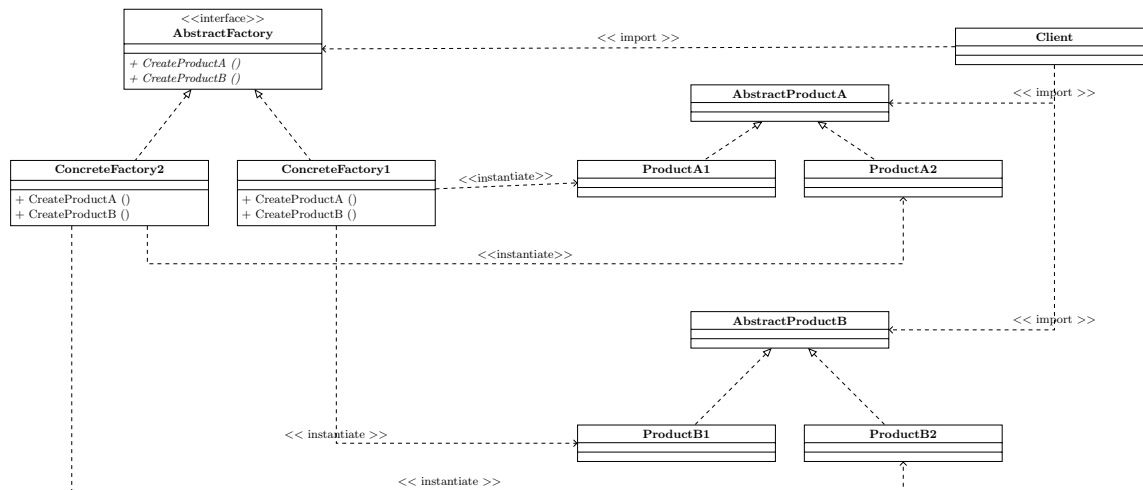 <<interface>>
AbstractFactory
+ CreateProductA ()
+ CreateProductB ()
<< import >>
Client
AbstractProductA
<< import >>
ConcreteFactory2
+ CreateProductA ()
+ CreateProductB ()
ConcreteFactory1
+ CreateProductA ()
+ CreateProductB ()
<<instantiate>>
ProductA1
ProductA2
<<instantiate>>
AbstractProductB
<< import >>
<< instantiate >>
ProductB1
ProductB2
<< instantiate >>